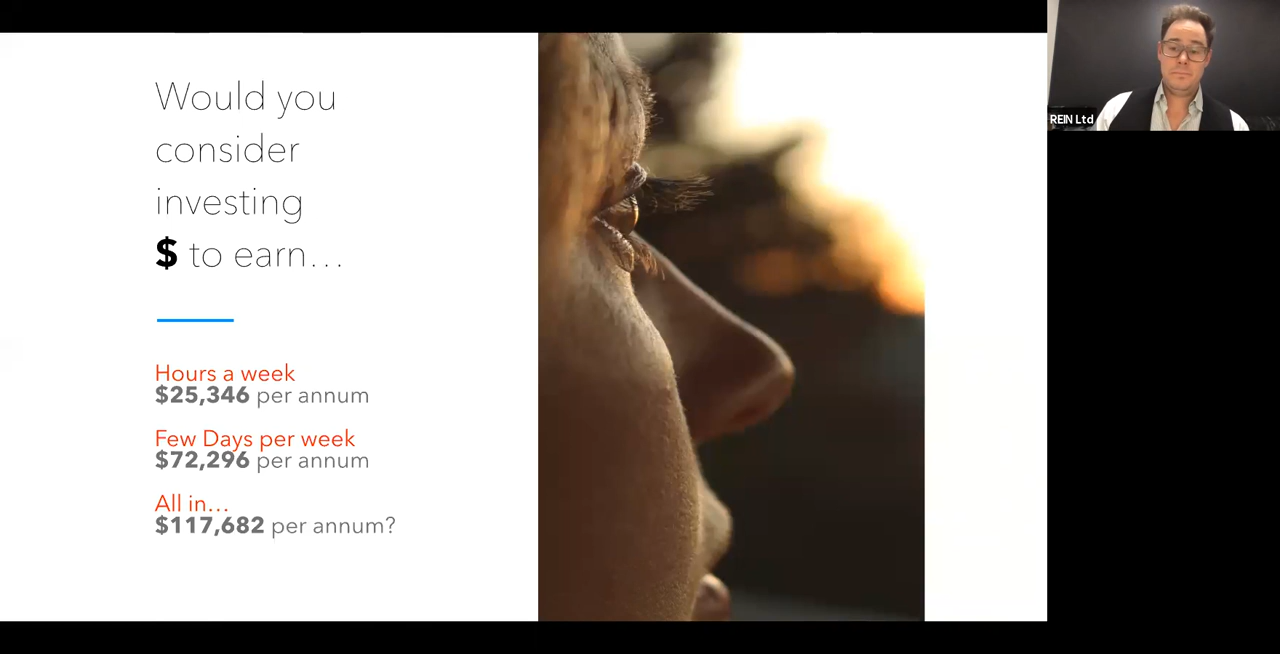 Would you
consider
investing
$ to earn…
Hours a week
$25,346 per annum
Few Days per week
$72,296 per annum
All in…
$117,682 per annum?
REIN Ltd